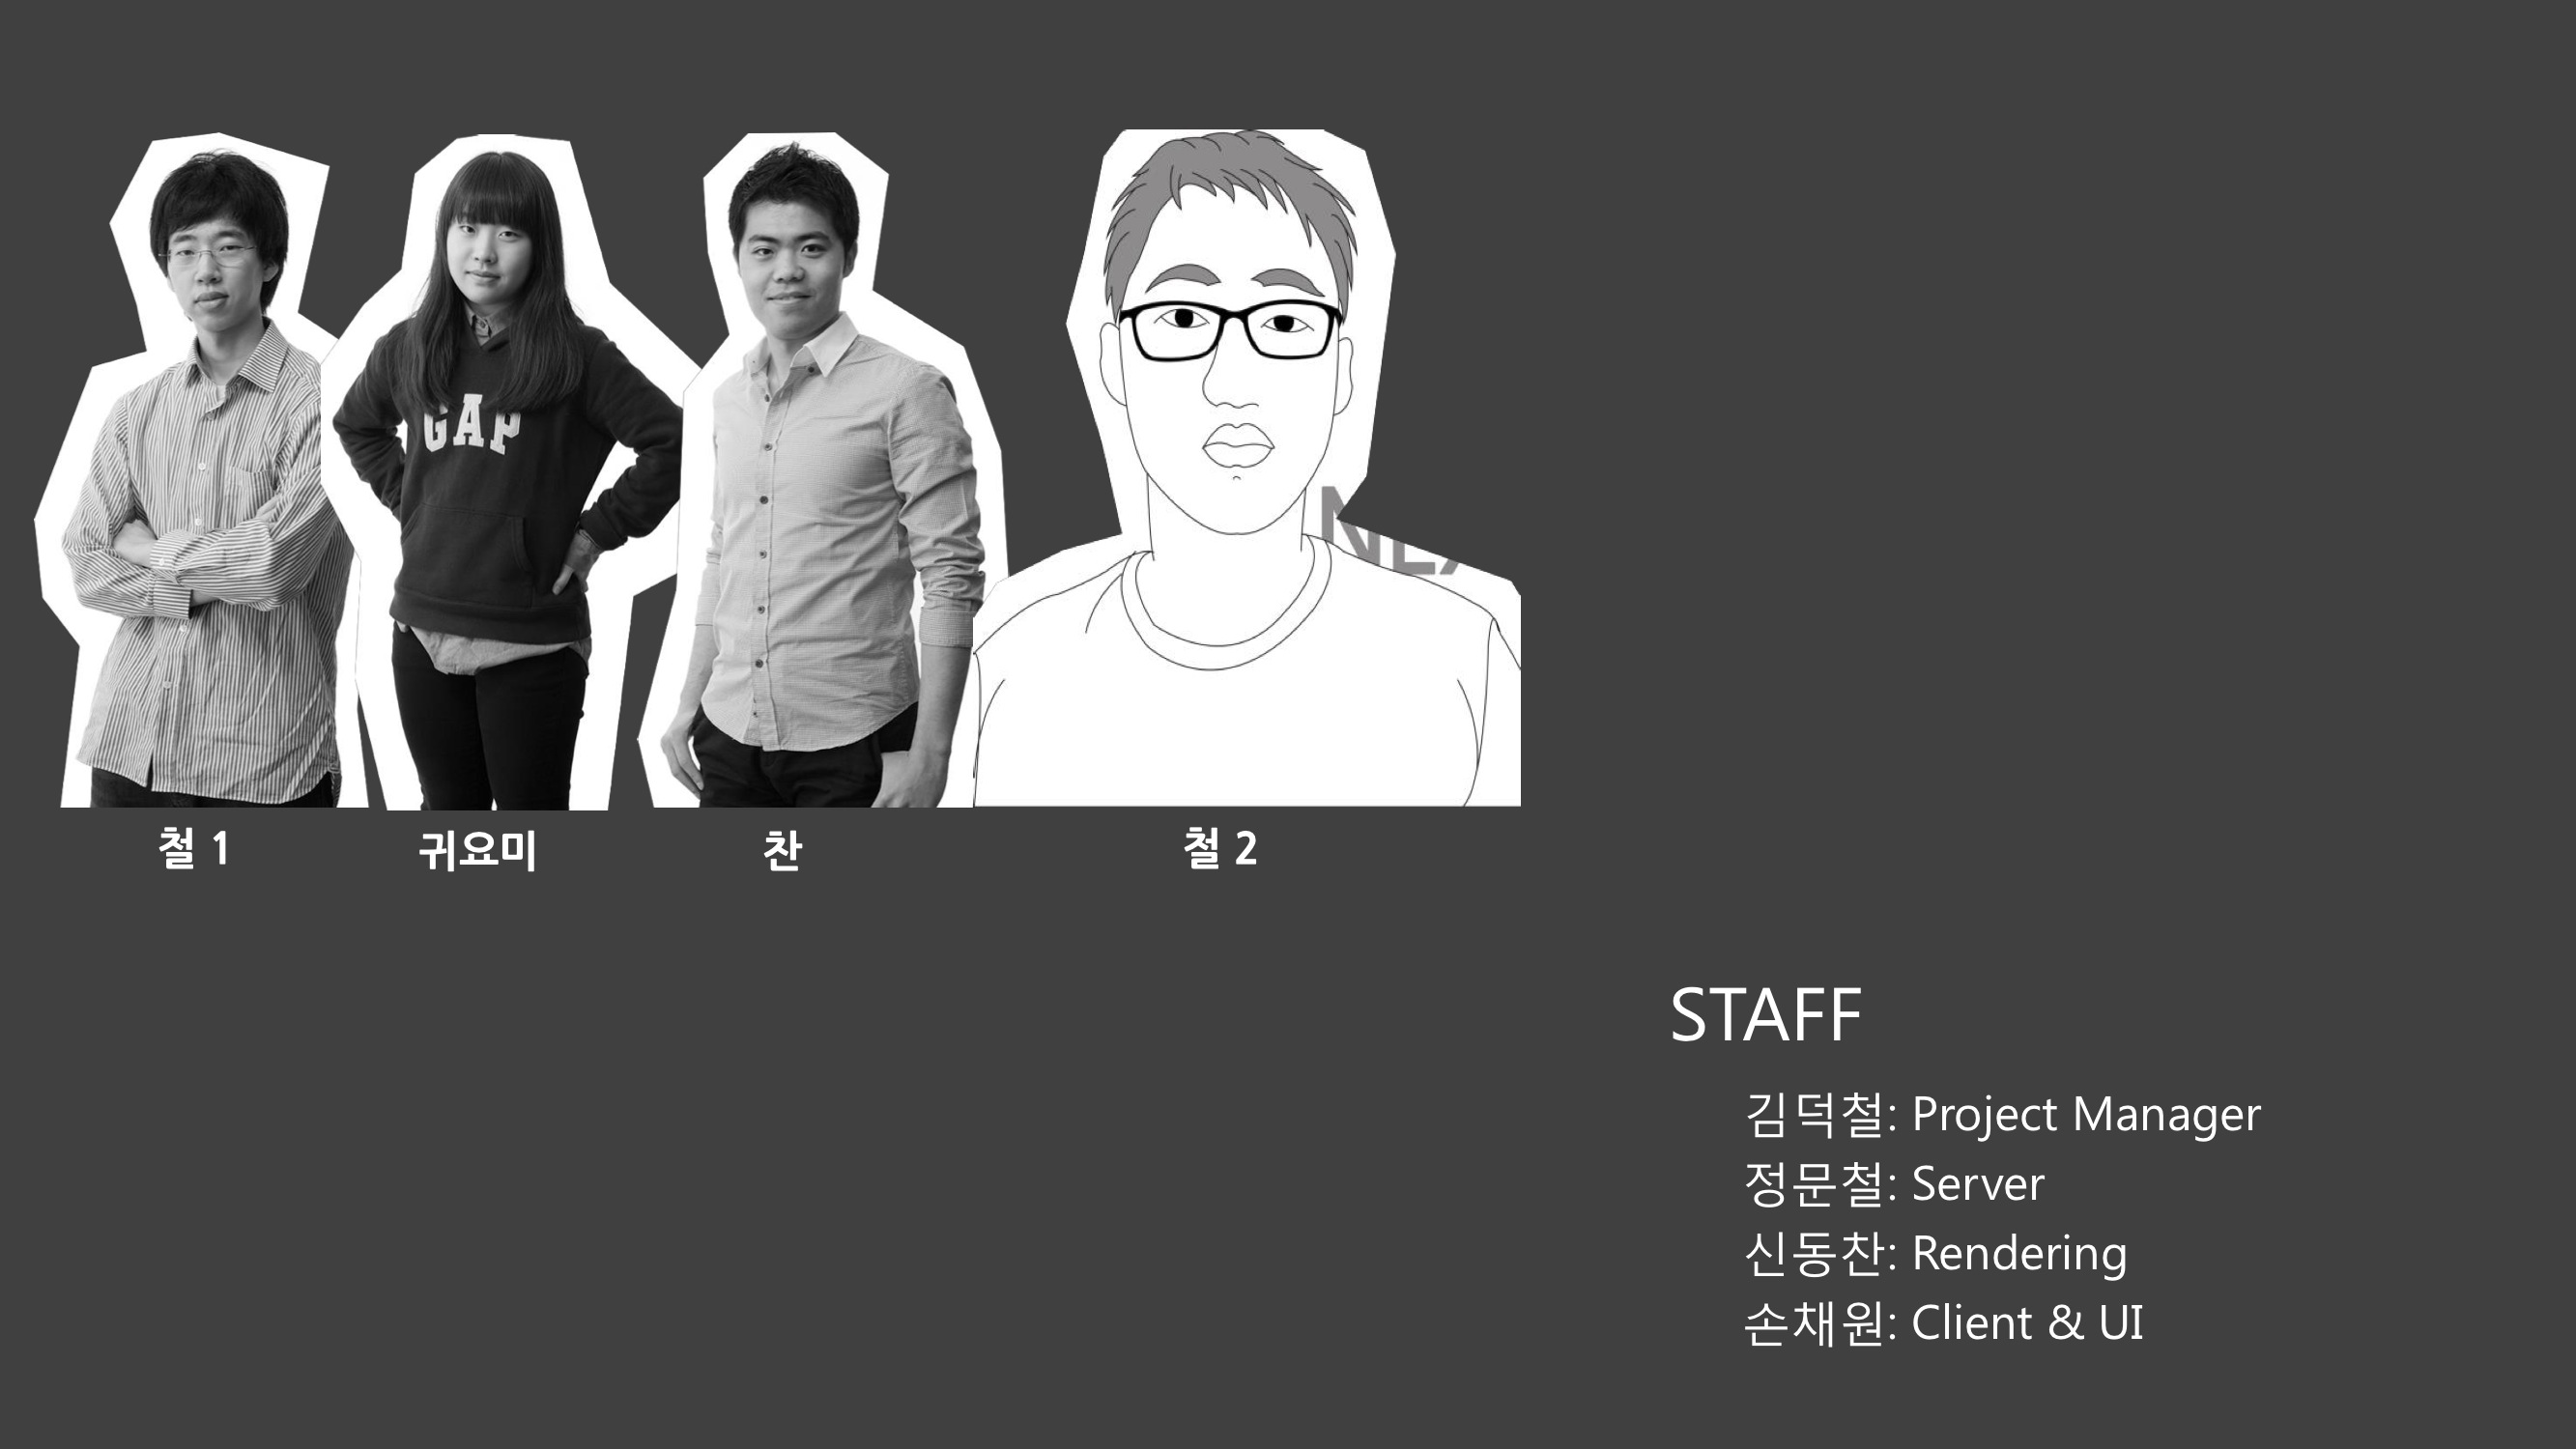 GAP
철 1
귀요미
찬
철 2
STAFF
김덕철: Project Manager
정문철: Server
신동찬: Rendering
손채원: Client & UI